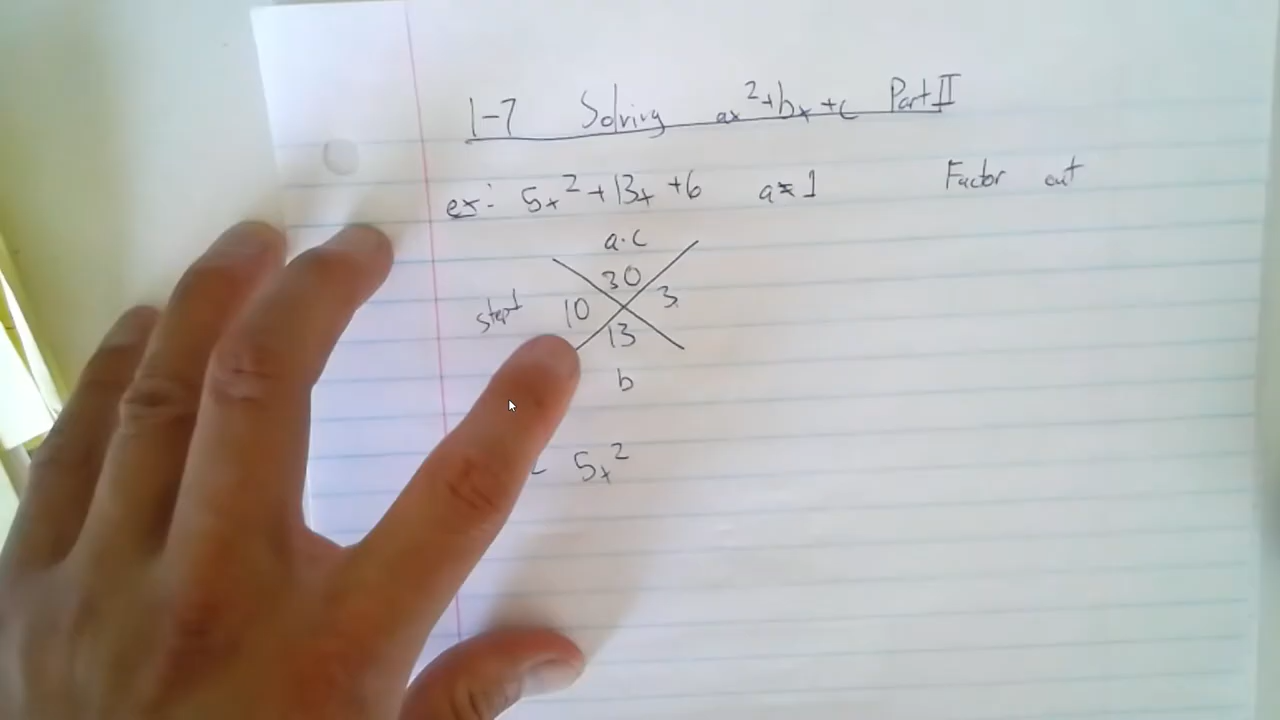 1-7 Solving ax²+bx+c Part II
ex: 5x²+13x+6 a≠1 Factor out
a·c
30
step1 10 3
13
b
5x²